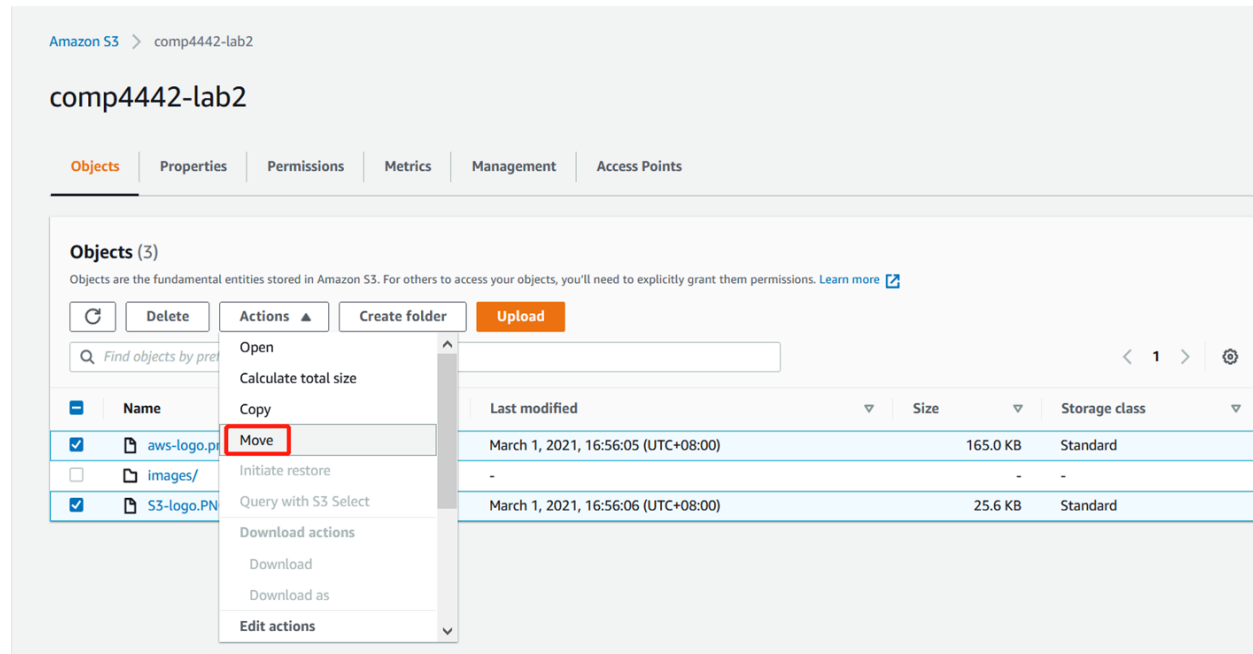 Amazon S3 > comp4442-lab2
comp4442-lab2
Objects Properties Permissions Metrics Management Access Points
Objects (3)
Objects are the fundamental entities stored in Amazon S3. For others to access your objects, you'll need to explicitly grant them permissions. Learn more
Delete Actions Create folder Upload
Find objects by pref
1
Open
Calculate total size
Copy
Move
Initiate restore
Query with S3 Select
Download actions
Download
Download as
Edit actions
Name Last modified Size Storage class
aws-logo.pr March 1, 2021, 16:56:05 (UTC+08:00) 165.0 KB Standard
images/ - - -
S3-logo.PN March 1, 2021, 16:56:06 (UTC+08:00) 25.6 KB Standard